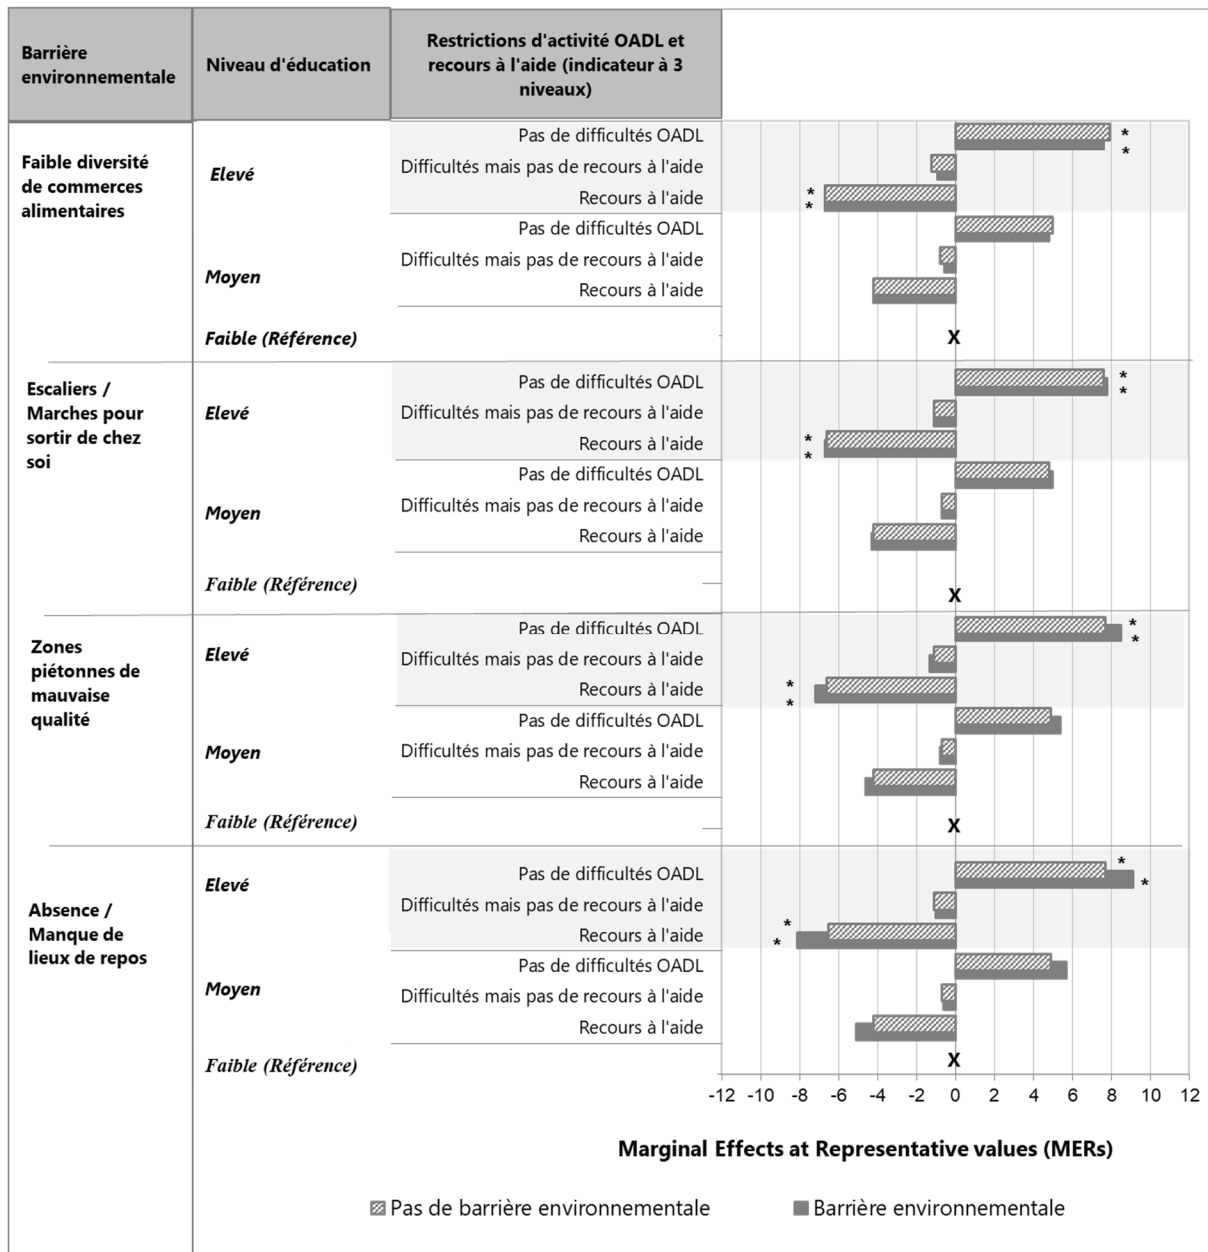 Barrière
environnementale
Niveau d'éducation
Restrictions d'activité OADL et
recours à l'aide (indicateur à 3
niveaux)
Faible diversité
de commerces
alimentaires
Elevé
Pas de difficultés OADL
*
*
Difficultés mais pas de recours à l'aide
Recours à l'aide
*
*
Moyen
Pas de difficultés OADL
Difficultés mais pas de recours à l'aide
Recours à l'aide
Faible (Référence)
X
Escaliers /
Marches pour
sortir de chez
soi
Elevé
Pas de difficultés OADL
*
*
Difficultés mais pas de recours à l'aide
Recours à l'aide
*
*
Moyen
Pas de difficultés OADL
Difficultés mais pas de recours à l'aide
Recours à l'aide
Faible (Référence)
X
Zones
piétonnes de
mauvaise
qualité
Elevé
Pas de difficultés OADL
*
*
Difficultés mais pas de recours à l'aide
Recours à l'aide
*
*
Moyen
Pas de difficultés OADL
Difficultés mais pas de recours à l'aide
Recours à l'aide
Faible (Référence)
X
Absence /
Manque de
lieux de repos
Elevé
Pas de difficultés OADL
*
*
Difficultés mais pas de recours à l'aide
Recours à l'aide
*
*
Moyen
Pas de difficultés OADL
Difficultés mais pas de recours à l'aide
Recours à l'aide
Faible (Référence)
X
-12 -10 -8 -6 -4 -2 0 2 4 6 8 10 12
Marginal Effects at Representative values (MERs)
Pas de barrière environnementale
Barrière environnementale